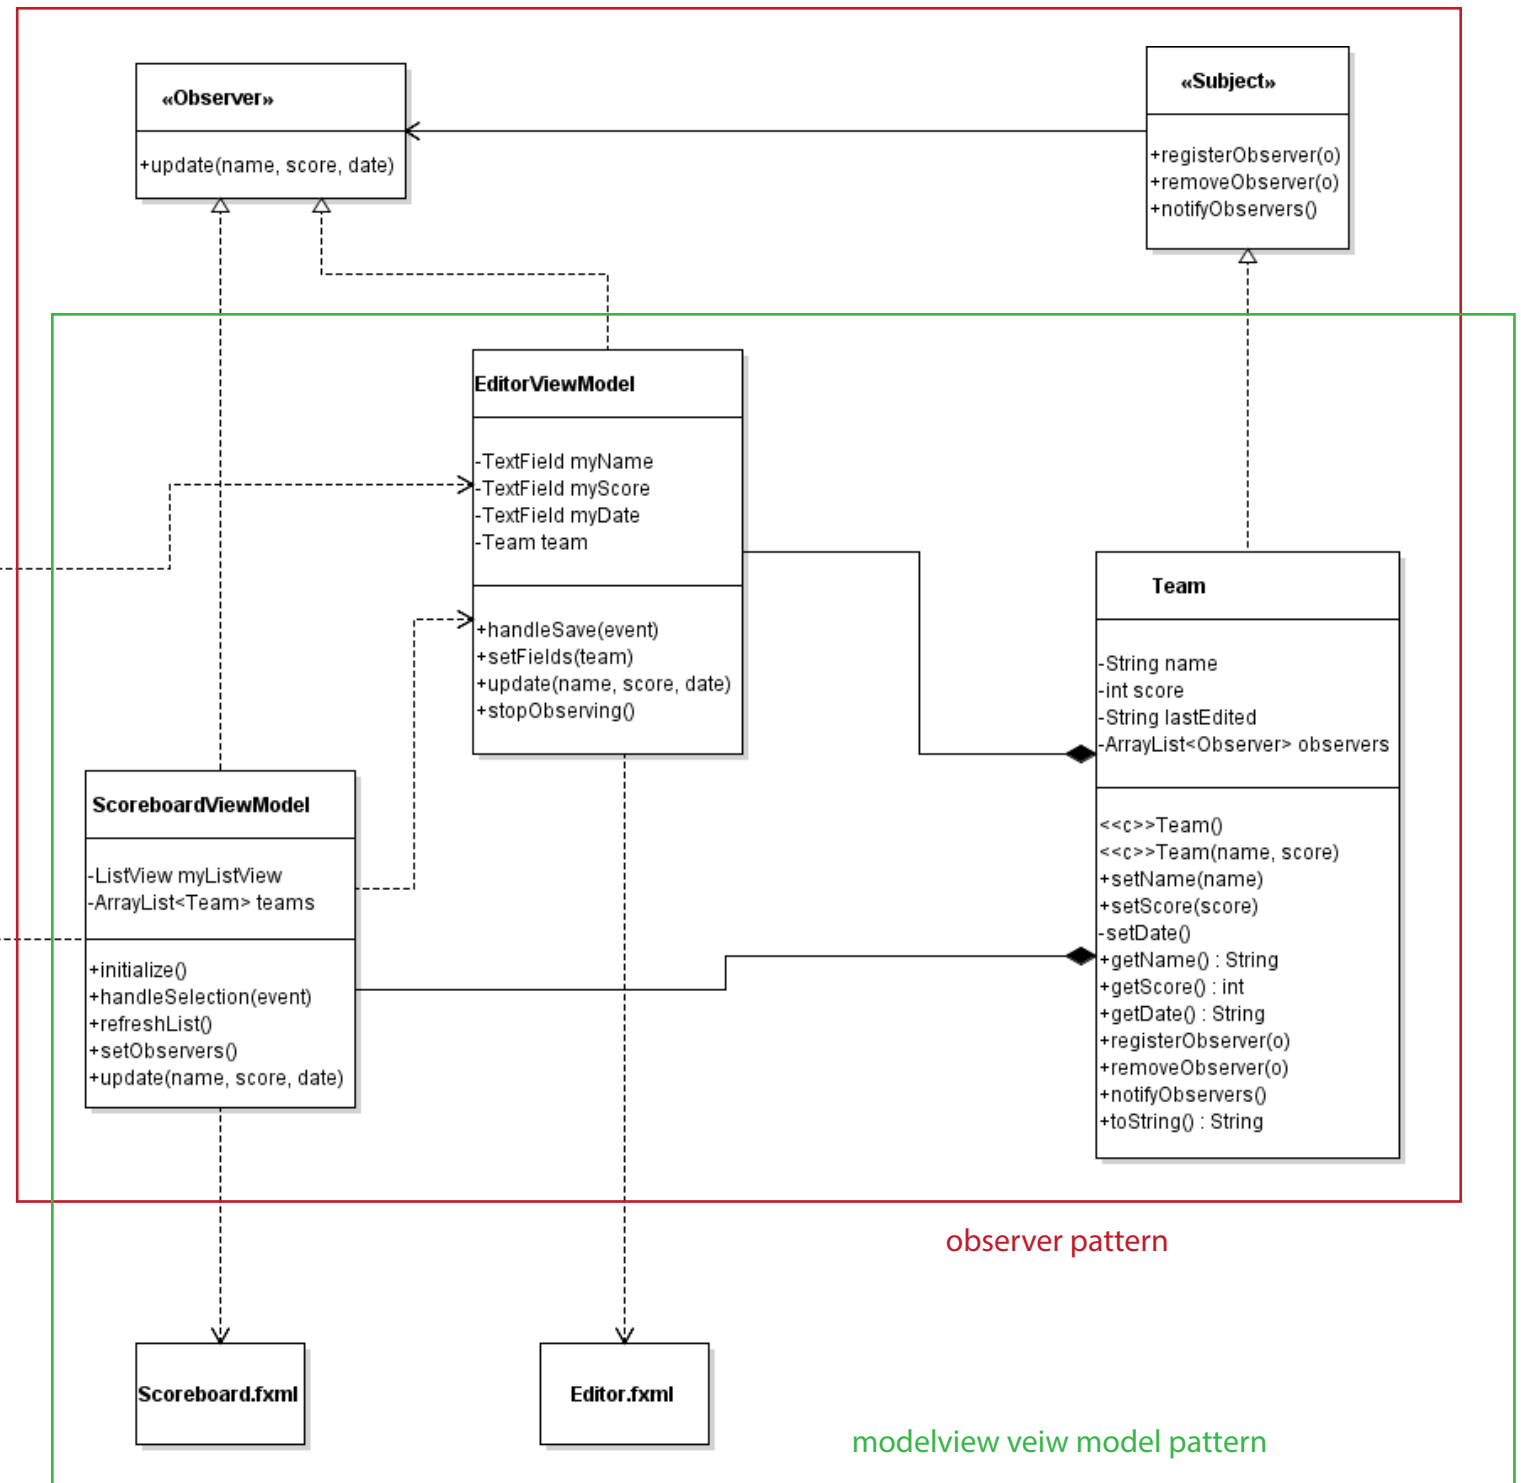 «Observer»
+update(name, score, date)
«Subject»
+registerObserver(o)
+removeObserver(o)
+notifyObservers()
EditorViewModel
-TextField myName
-TextField myScore
-TextField myDate
-Team team
+handleSave(event)
+setFields(team)
+update(name, score, date)
+stopObserving()
Team
-String name
-int score
-String lastEdited
-ArrayList<Observer> observers
<<c>>Team()
<<c>>Team(name, score)
+setName(name)
+setScore(score)
-setDate()
+getName() : String
+getScore() : int
+getDate() : String
+registerObserver(o)
+removeObserver(o)
+notifyObservers()
+toString() : String
ScoreboardViewModel
-ListView myListView
-ArrayList<Team> teams
+initialize()
+handleSelection(event)
+refreshList()
+setObservers()
+update(name, score, date)
observer pattern
Scoreboard.fxml
Editor.fxml
modelview veiw model pattern